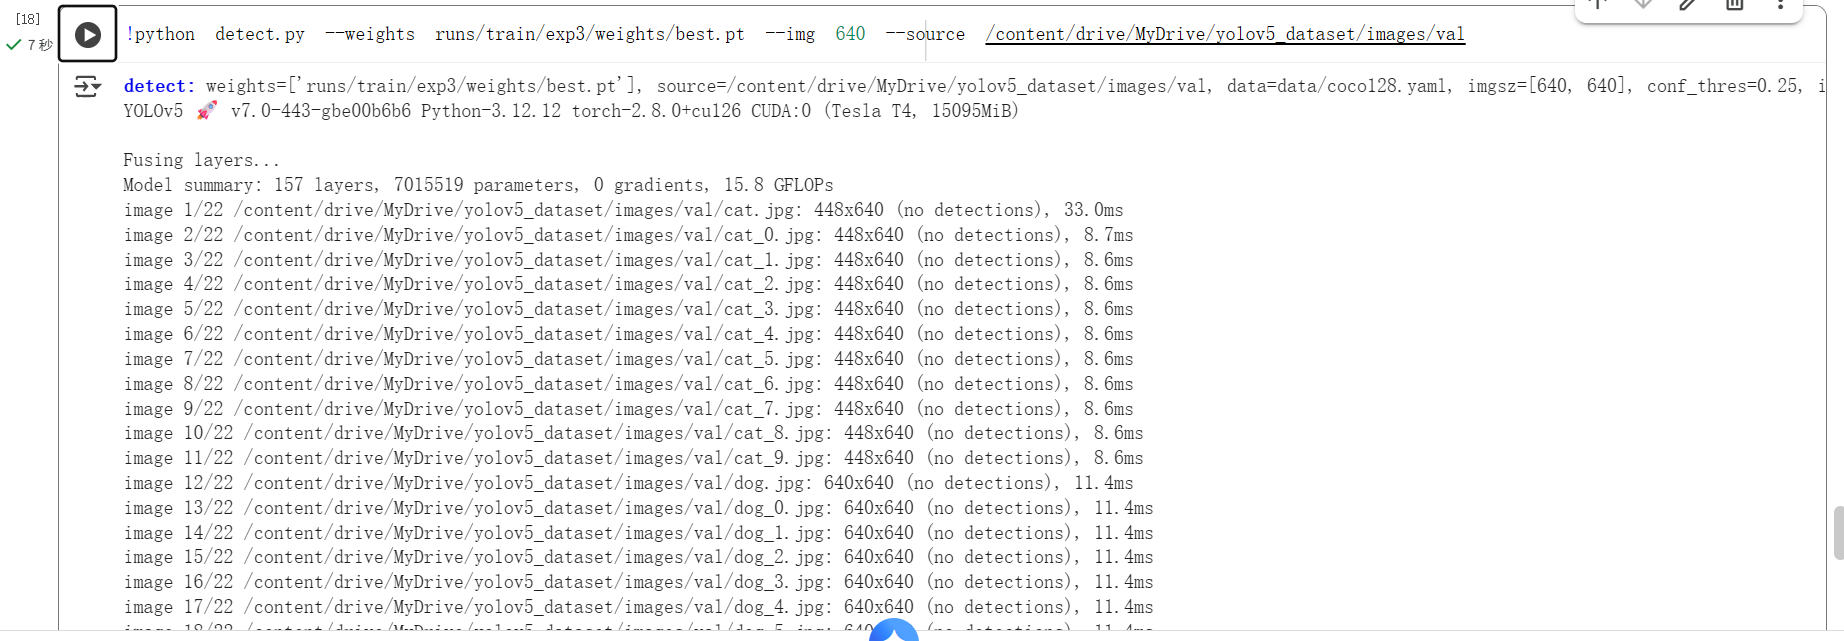 [18]
7 秒
!python detect.py --weights runs/train/exp3/weights/best.pt --img 640 --source /content/drive/MyDrive/yolov5_dataset/images/val
detect: weights=['runs/train/exp3/weights/best.pt'], source=/content/drive/MyDrive/yolov5_dataset/images/val, data=data/coco128.yaml, imgsz=[640, 640], conf_thres=0.25, i
YOLOv5 🚀 v7.0-443-gbe00b6b6 Python-3.12.12 torch-2.8.0+cu126 CUDA:0 (Tesla T4, 15095MiB)
Fusing layers...
Model summary: 157 layers, 7015519 parameters, 0 gradients, 15.8 GFLOPs
image 1/22 /content/drive/MyDrive/yolov5_dataset/images/val/cat.jpg: 448x640 (no detections), 33.0ms
image 2/22 /content/drive/MyDrive/yolov5_dataset/images/val/cat_0.jpg: 448x640 (no detections), 8.7ms
image 3/22 /content/drive/MyDrive/yolov5_dataset/images/val/cat_1.jpg: 448x640 (no detections), 8.6ms
image 4/22 /content/drive/MyDrive/yolov5_dataset/images/val/cat_2.jpg: 448x640 (no detections), 8.6ms
image 5/22 /content/drive/MyDrive/yolov5_dataset/images/val/cat_3.jpg: 448x640 (no detections), 8.6ms
image 6/22 /content/drive/MyDrive/yolov5_dataset/images/val/cat_4.jpg: 448x640 (no detections), 8.6ms
image 7/22 /content/drive/MyDrive/yolov5_dataset/images/val/cat_5.jpg: 448x640 (no detections), 8.6ms
image 8/22 /content/drive/MyDrive/yolov5_dataset/images/val/cat_6.jpg: 448x640 (no detections), 8.6ms
image 9/22 /content/drive/MyDrive/yolov5_dataset/images/val/cat_7.jpg: 448x640 (no detections), 8.6ms
image 10/22 /content/drive/MyDrive/yolov5_dataset/images/val/cat_8.jpg: 448x640 (no detections), 8.6ms
image 11/22 /content/drive/MyDrive/yolov5_dataset/images/val/cat_9.jpg: 448x640 (no detections), 8.6ms
image 12/22 /content/drive/MyDrive/yolov5_dataset/images/val/dog.jpg: 640x640 (no detections), 11.4ms
image 13/22 /content/drive/MyDrive/yolov5_dataset/images/val/dog_0.jpg: 640x640 (no detections), 11.4ms
image 14/22 /content/drive/MyDrive/yolov5_dataset/images/val/dog_1.jpg: 640x640 (no detections), 11.4ms
image 15/22 /content/drive/MyDrive/yolov5_dataset/images/val/dog_2.jpg: 640x640 (no detections), 11.4ms
image 16/22 /content/drive/MyDrive/yolov5_dataset/images/val/dog_3.jpg: 640x640 (no detections), 11.4ms
image 17/22 /content/drive/MyDrive/yolov5_dataset/images/val/dog_4.jpg: 640x640 (no detections), 11.4ms